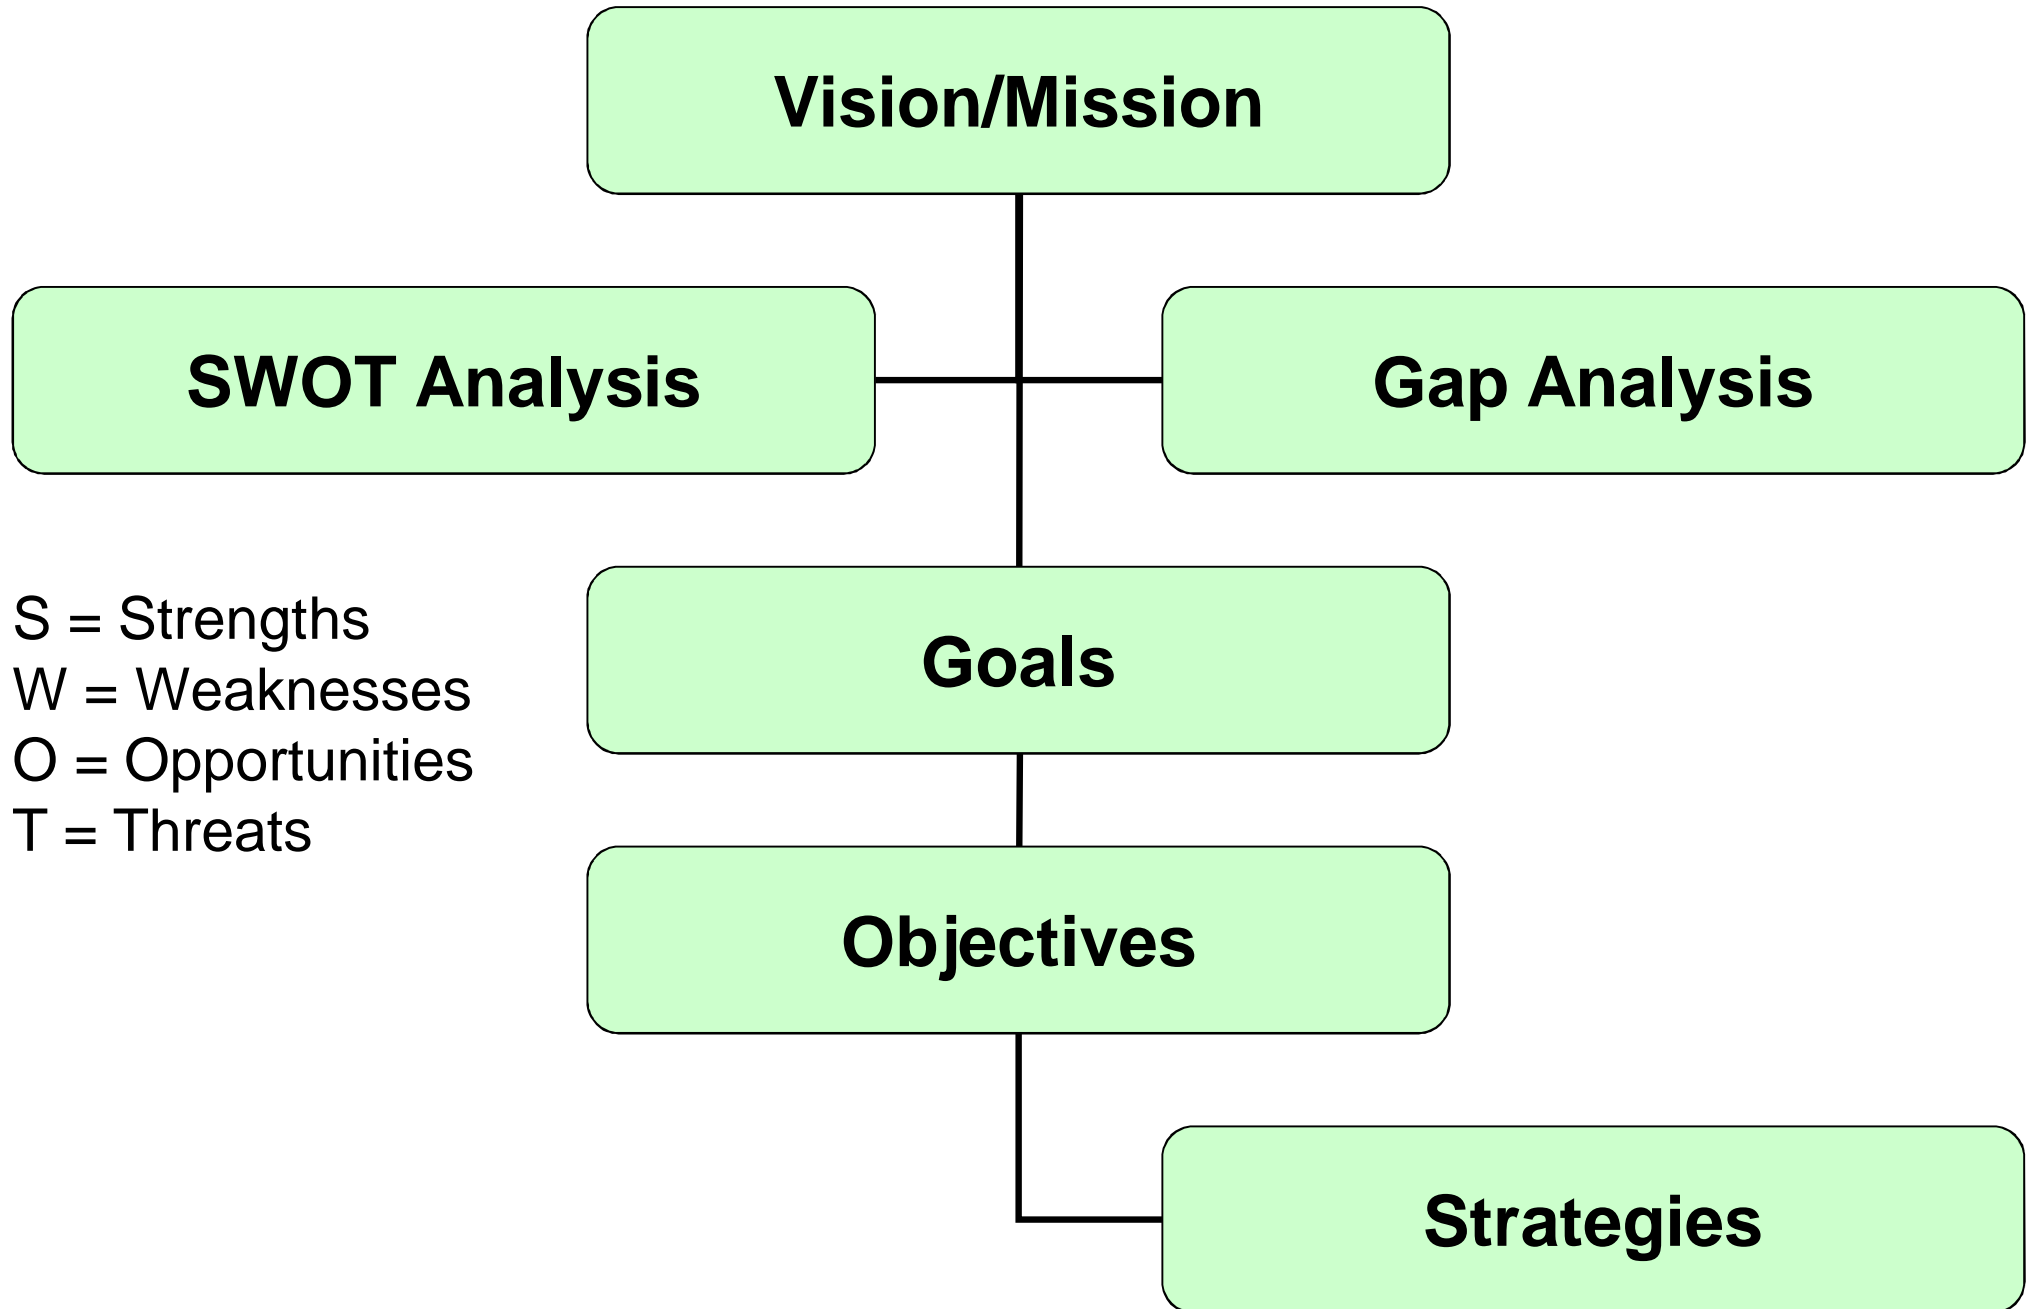 Vision/Mission
SWOT Analysis
Gap Analysis
S = Strengths
W = Weaknesses
O = Opportunities
T = Threats
Goals
Objectives
Strategies